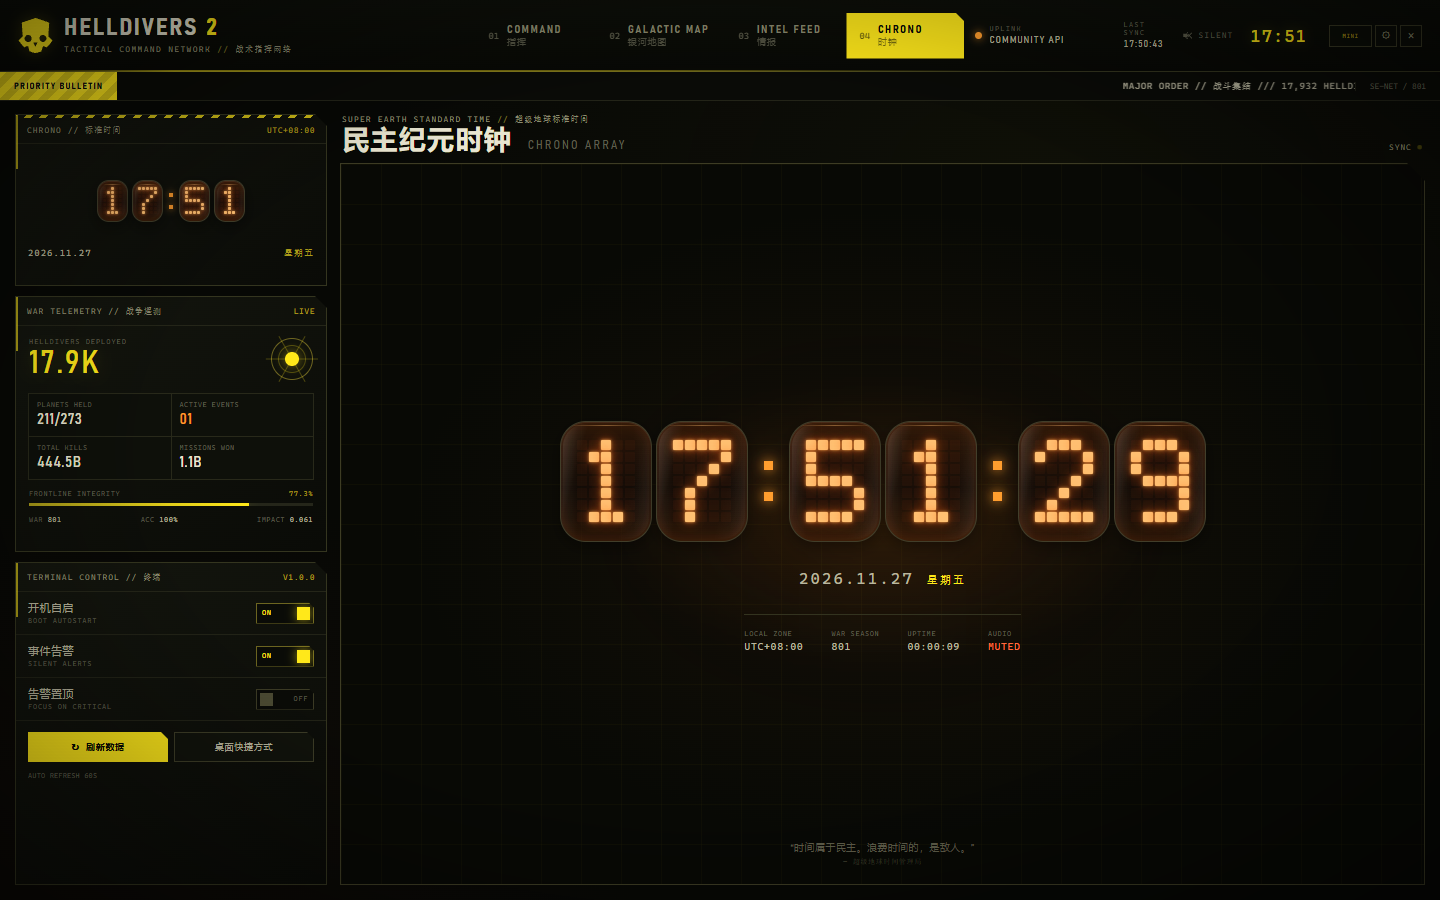 HELLDIVERS 2
TACTICAL COMMAND NETWORK // 战术指挥网络
01 COMMAND
指挥
02 GALACTIC MAP
银河地图
03 INTEL FEED
情报
04 CHRONO
时钟
UPLINK
COMMUNITY API
LAST SYNC
17:50:43
SILENT
17:51
MINI
PRIORITY BULLETIN
MAJOR ORDER // 战斗集结 /// 17,932 HELLD
SE-NET / 801
CHRONO // 标准时间
UTC+08:00
17:51
2026.11.27
星期五
WAR TELEMETRY // 战争遥测
LIVE
HELLDIVERS DEPLOYED
17.9K
PLANETS HELD
211/273
ACTIVE EVENTS
01
TOTAL KILLS
444.5B
MISSIONS WON
1.1B
FRONTLINE INTEGRITY
77.3%
WAR 801
ACC 100%
IMPACT 0.061
TERMINAL CONTROL // 终端
V1.0.0
开机自启
BOOT AUTOSTART
ON
事件告警
SILENT ALERTS
ON
告警置顶
FOCUS ON CRITICAL
OFF
↻ 刷新数据
桌面快捷方式
AUTO REFRESH 60S
SUPER EARTH STANDARD TIME // 超级地球标准时间
民主纪元时钟 CHRONO ARRAY
SYNC
17:51:29
2026.11.27 星期五
LOCAL ZONE
UTC+08:00
WAR SEASON
801
UPTIME
00:00:09
AUDIO
MUTED
“时间属于民主。浪费时间的，是敌人。”
— 超级地球时间管理局